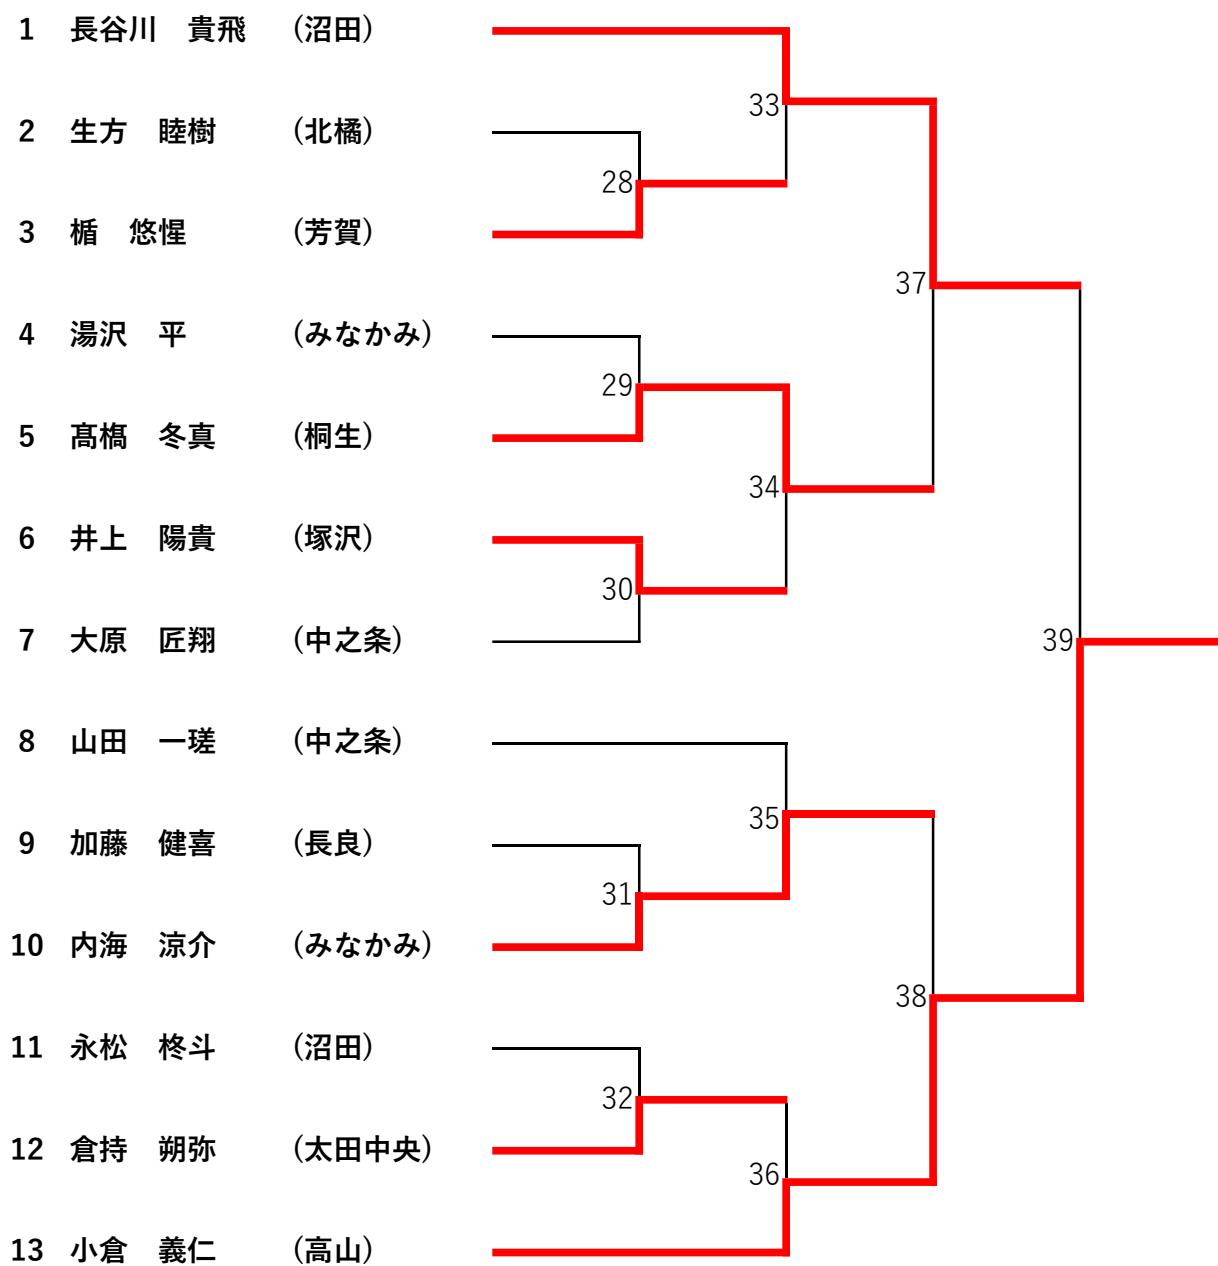 1 長谷川 貴飛 (沼田)
33
2 生方 睦樹 (北橘)
28
3 楯 悠惺 (芳賀)
37
4 湯沢 平 (みなかみ)
29
5 髙橋 冬真 (桐生)
34
6 井上 陽貴 (塚沢)
30
7 大原 匠翔 (中之条)
39
8 山田 一瑳 (中之条)
35
9 加藤 健喜 (長良)
31
10 内海 涼介 (みなかみ)
38
11 永松 柊斗 (沼田)
32
12 倉持 朔弥 (太田中央)
36
13 小倉 義仁 (高山)